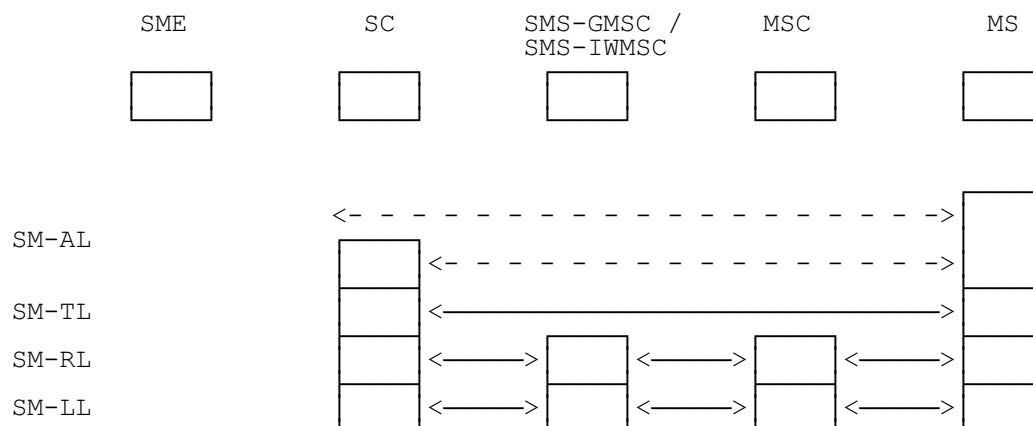 SME SC SMS-GMSC / MSC MS
SMS-IWMSC
SM-AL
SM-TL
SM-RL
SM-LL